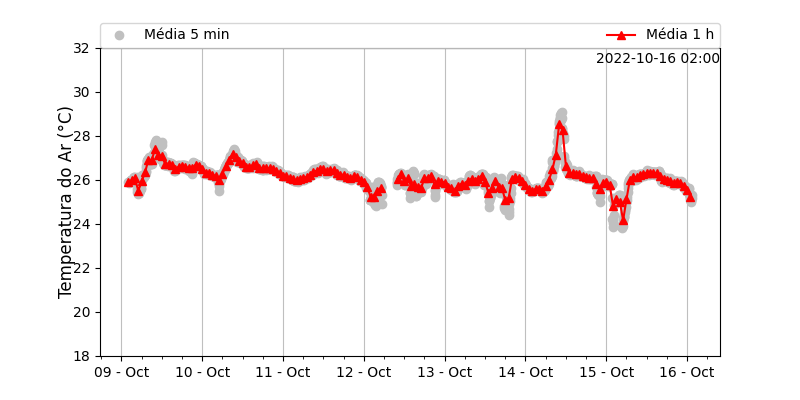 Média 5 min
Média 1 h
2022-10-16 02:00
Temperatura do Ar (°C)
32
30
28
26
24
22
20
18
09 - Oct
10 - Oct
11 - Oct
12 - Oct
13 - Oct
14 - Oct
15 - Oct
16 - Oct